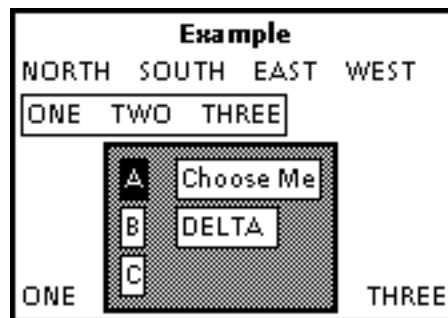 Example
NORTH SOUTH EAST WEST
ONE TWO THREE
A Choose Me
B DELTA
C
ONE THREE